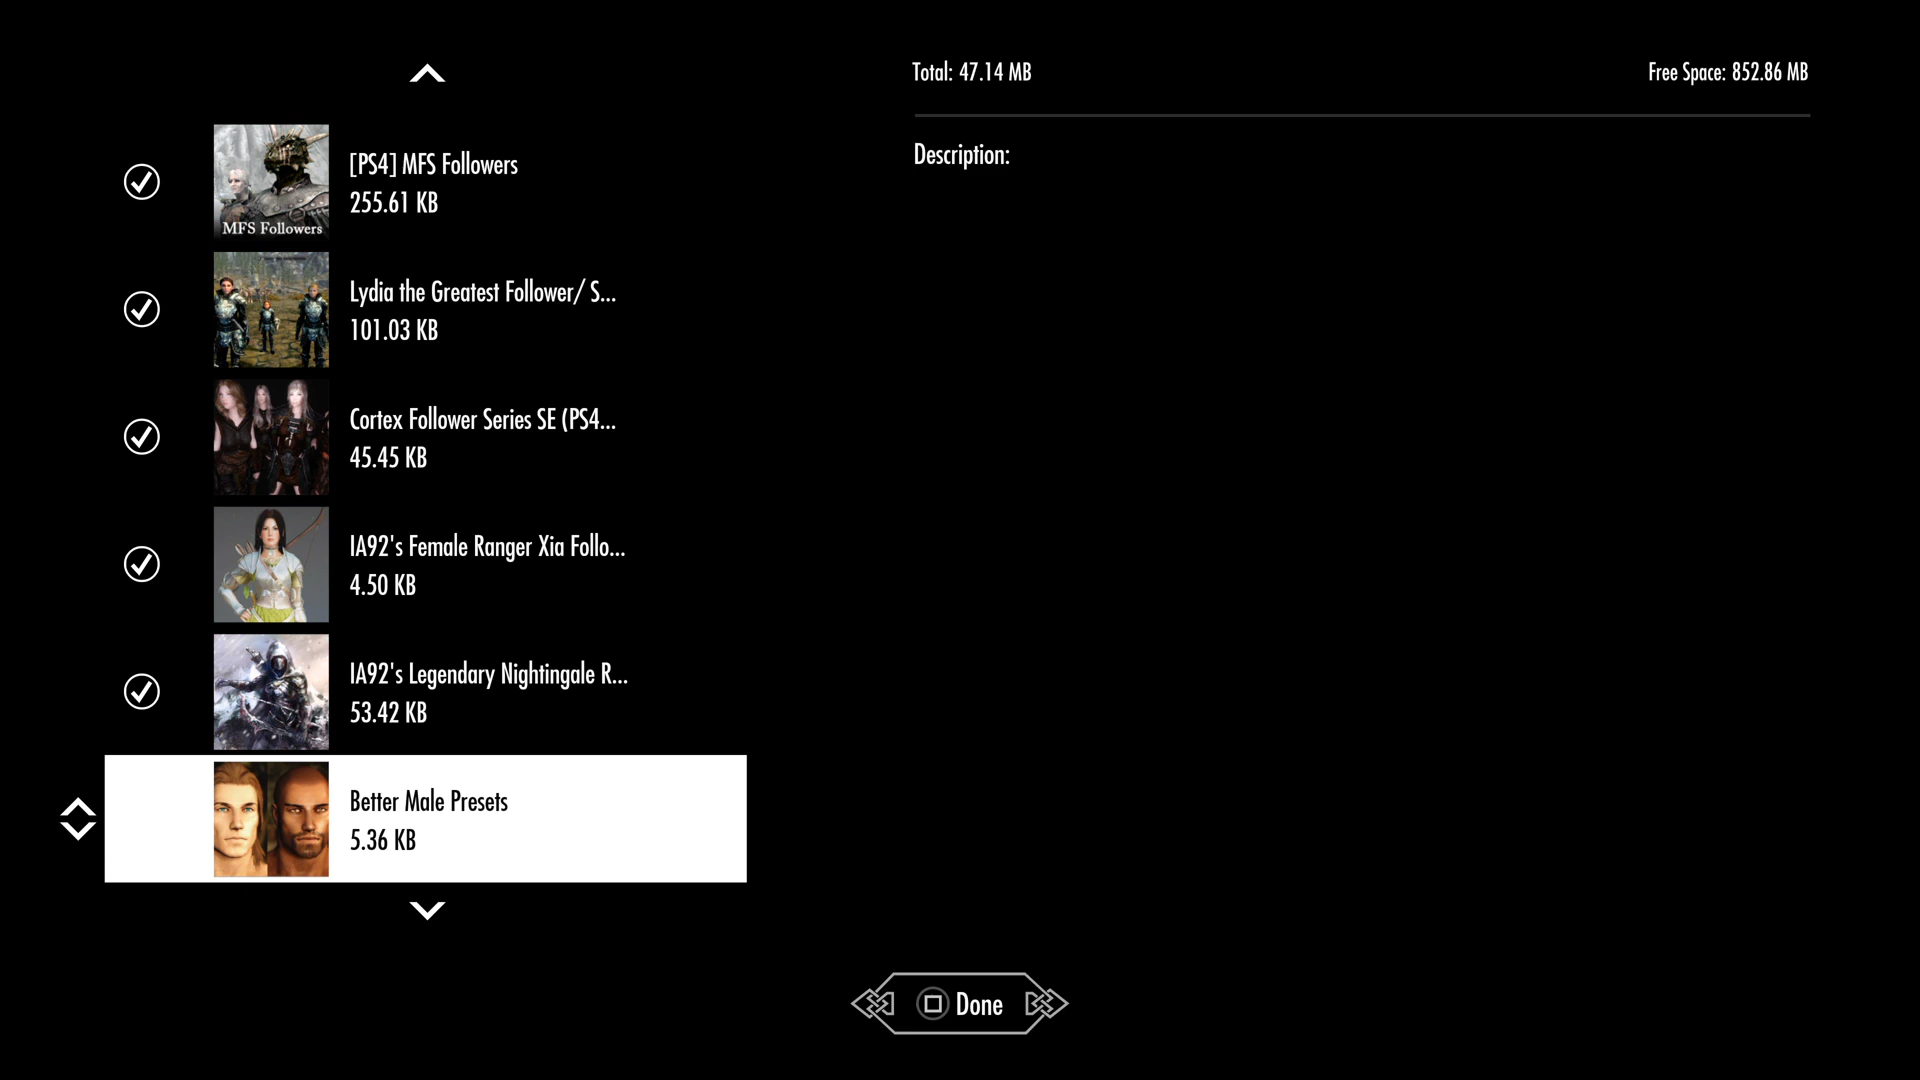 Total: 47.14 MB
Free Space: 852.86 MB
Description:
[PS4] MFS Followers
255.61 KB
MFS Followers
Lydia the Greatest Follower/ S...
101.03 KB
Cortex Follower Series SE (PS4...
45.45 KB
IA92's Female Ranger Xia Follo...
4.50 KB
IA92's Legendary Nightingale R...
53.42 KB
Better Male Presets
5.36 KB
Done